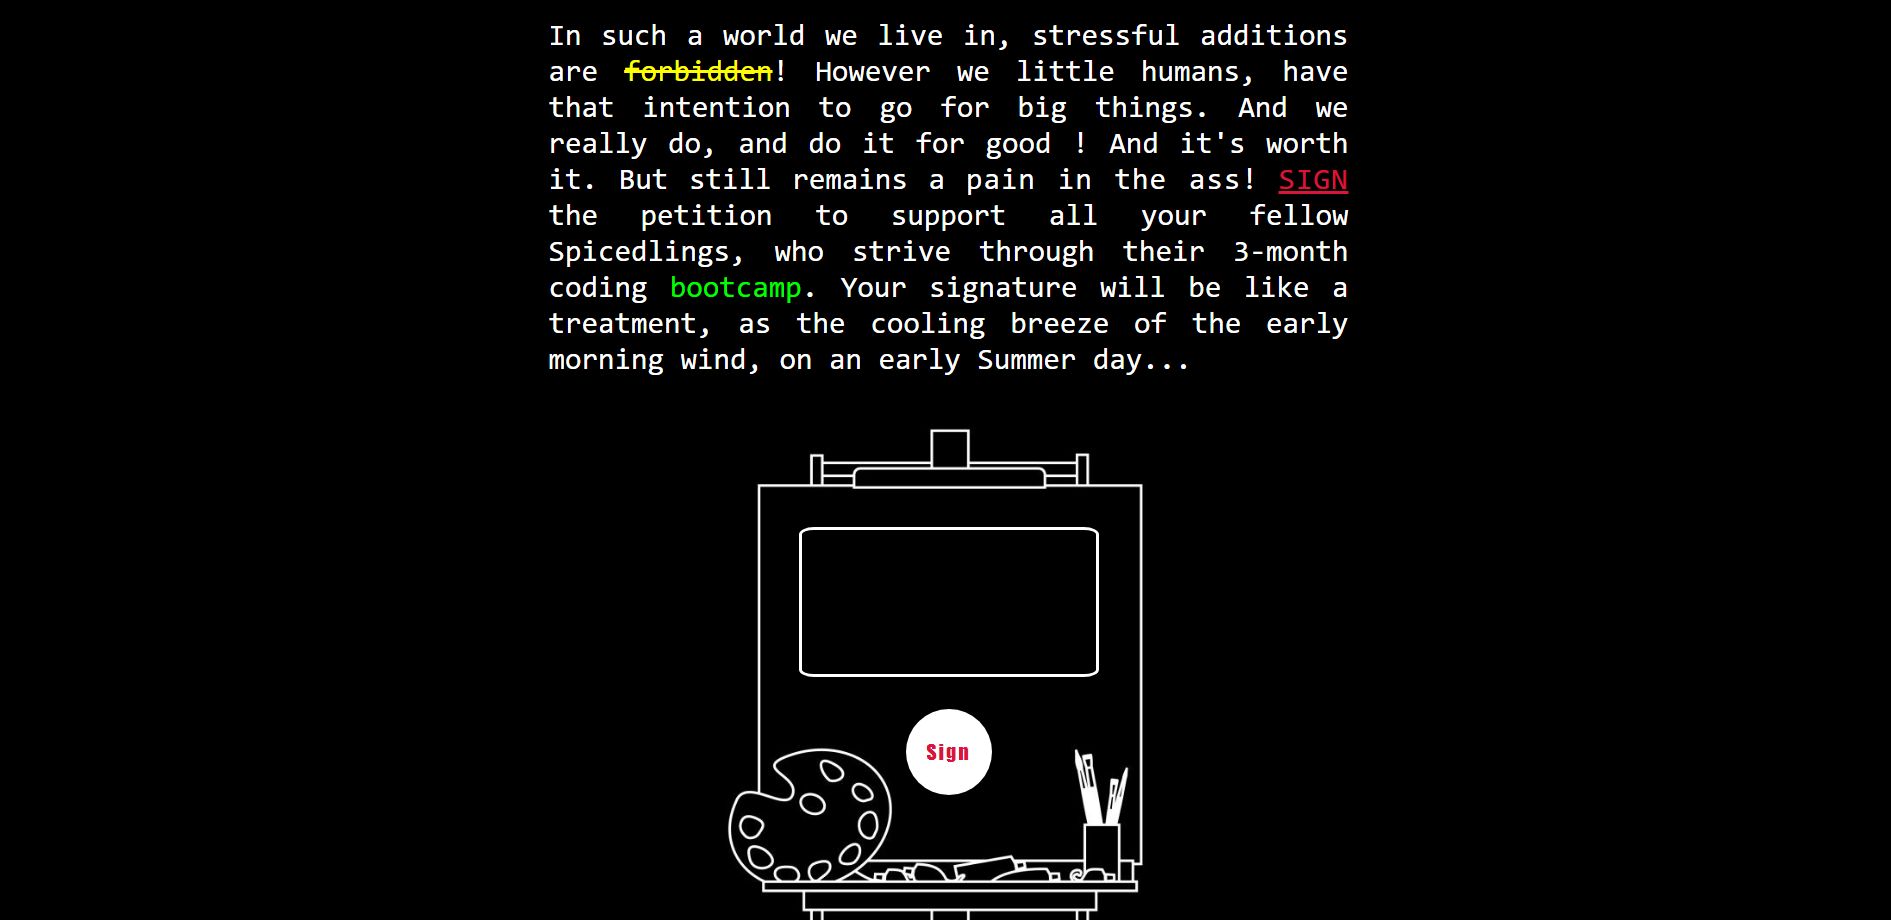 In such a world we live in, stressful additions
are forbidden! However we little humans, have
that intention to go for big things. And we
really do, and do it for good ! And it's worth
it. But still remains a pain in the ass! SIGN
the petition to support all your fellow
Spicedlings, who strive through their 3-month
coding bootcamp. Your signature will be like a
treatment, as the cooling breeze of the early
morning wind, on an early Summer day...
Sign